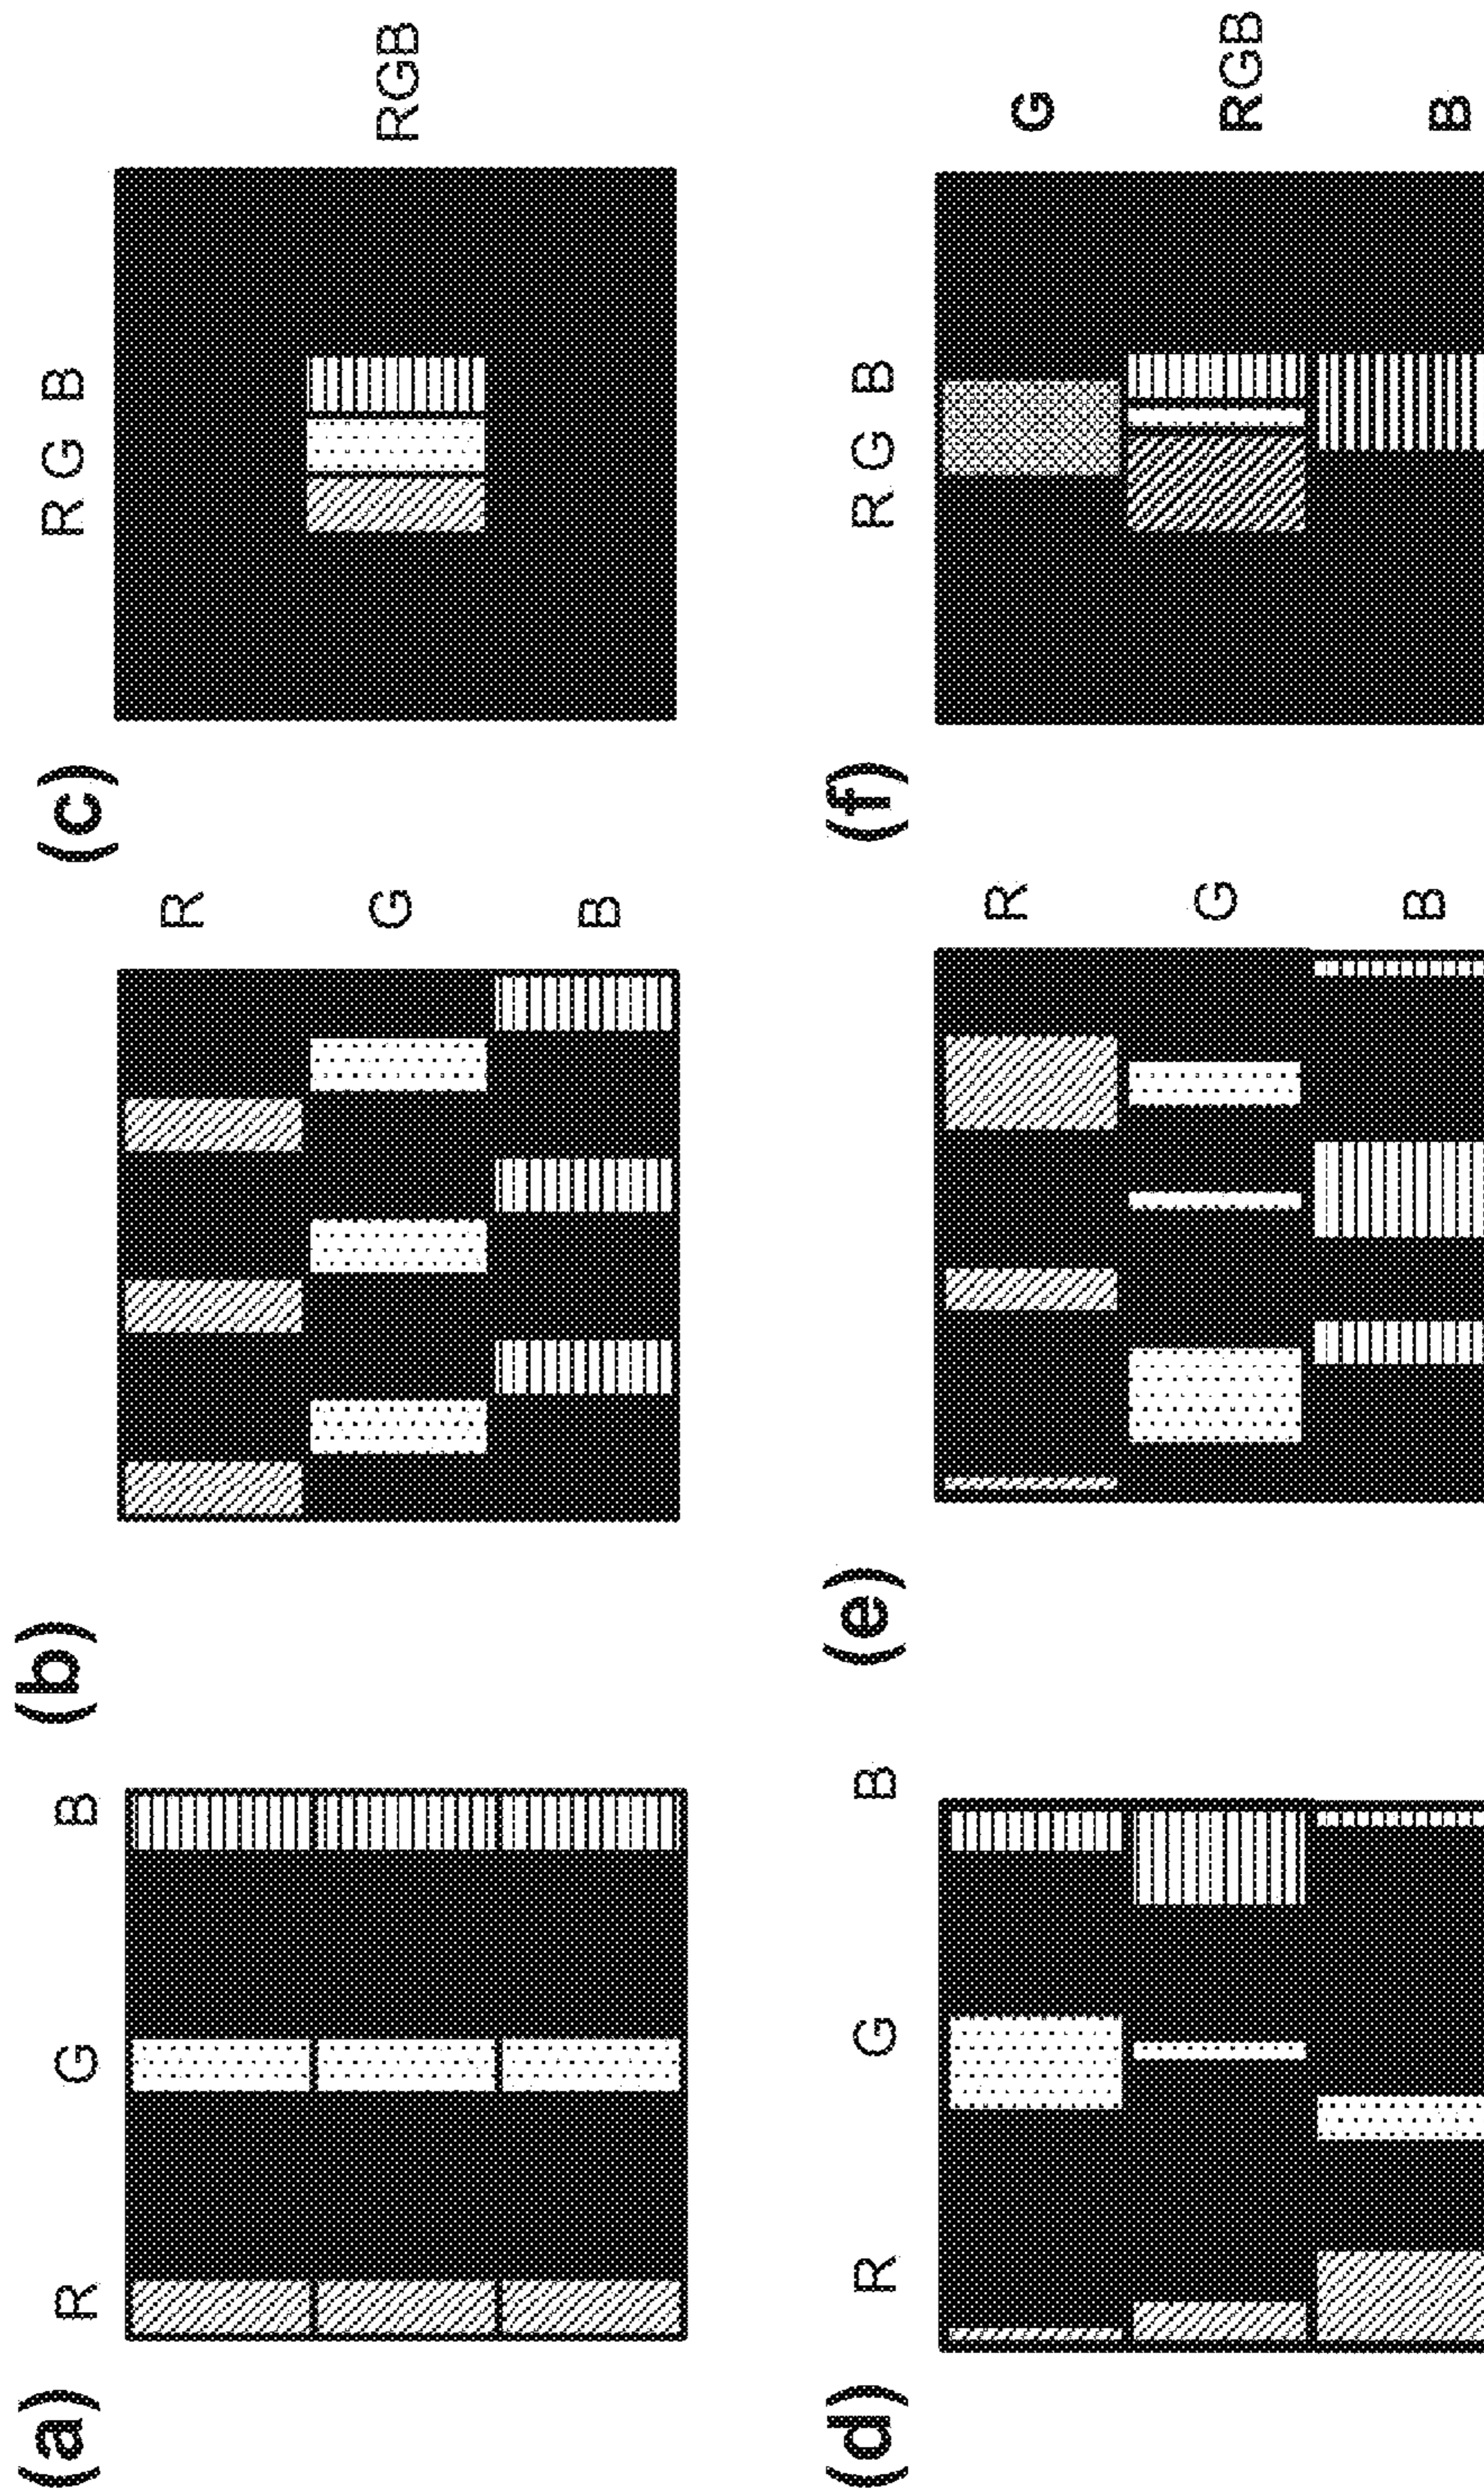 (a) R G B (b) (c) R G B
R
G RGB
B
(d) R G B (e) (f) R G B
R G
G RGB
B B